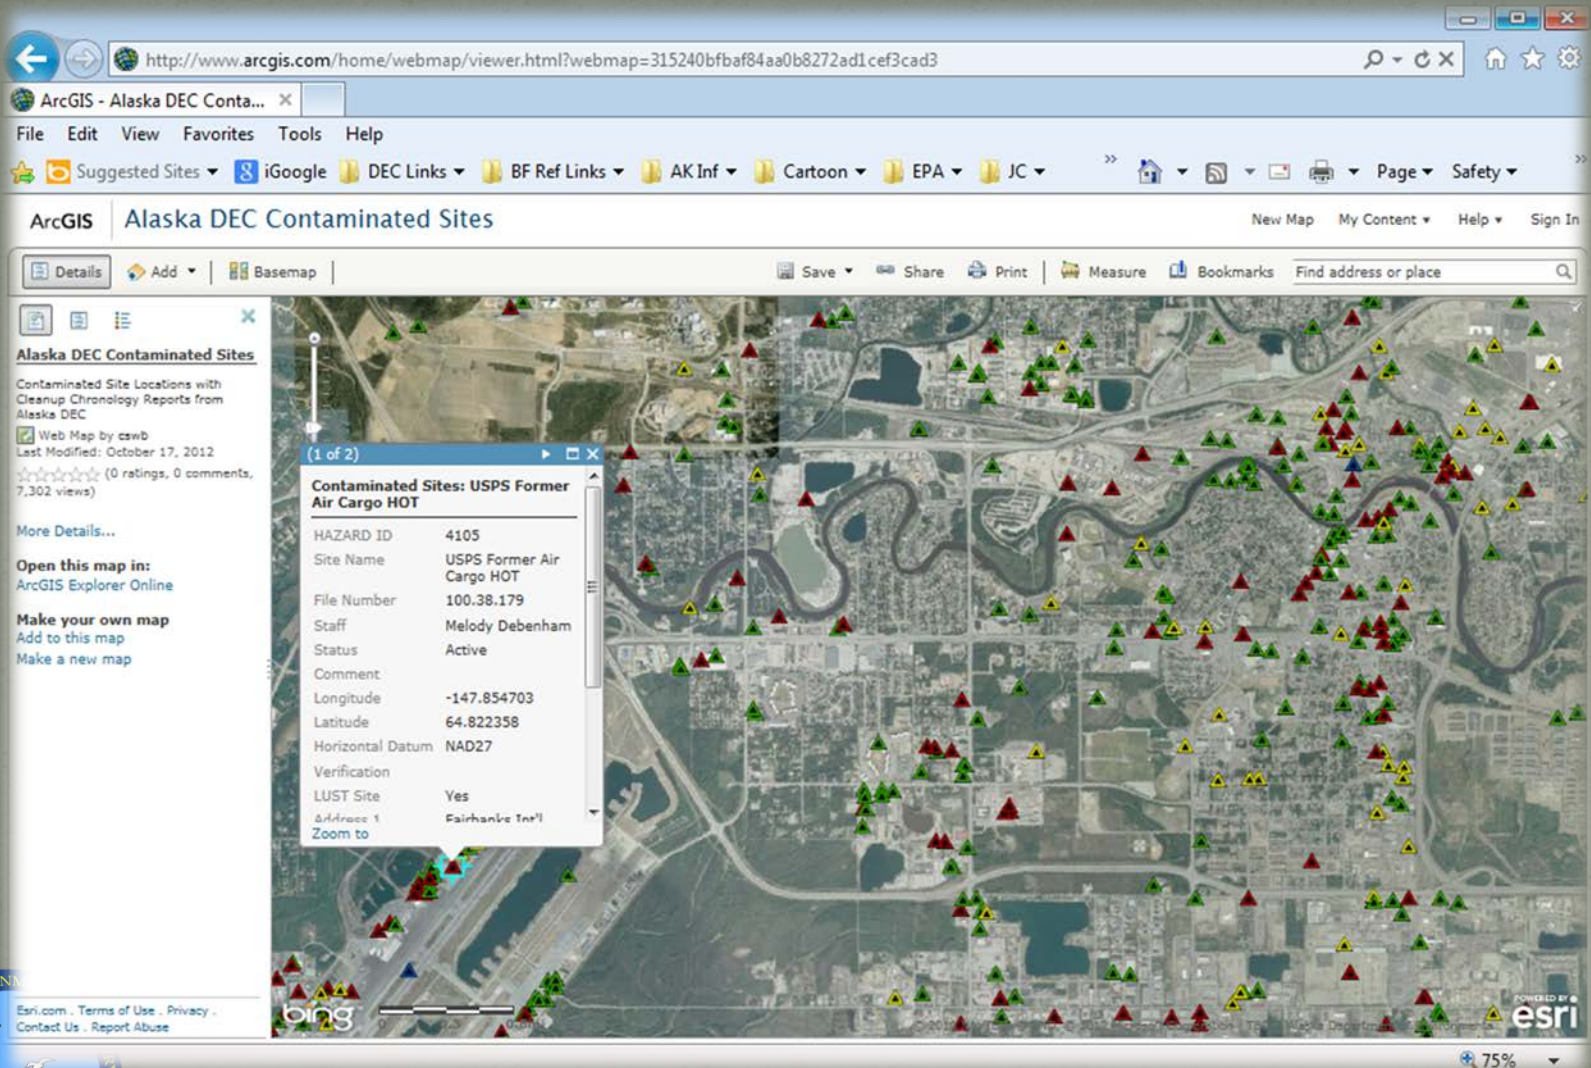 http://www.arcgis.com/home/webmap/viewer.html?webmap=315240bfbaf84aa0b8272ad1cef3cad3
ArcGIS - Alaska DEC Conta...
File Edit View Favorites Tools Help
Suggested Sites iGoogle DEC Links BF Ref Links AK Inf Cartoon EPA JC Page Safety
ArcGIS Alaska DEC Contaminated Sites New Map My Content Help Sign In
Details Add Basemap Save Share Print Measure Bookmarks Find address or place
Alaska DEC Contaminated Sites
Contaminated Site Locations with
Cleanup Chronology Reports from
Alaska DEC
Web Map by cswb
Last Modified: October 17, 2012
(0 ratings, 0 comments,
7,302 views)
More Details...
Open this map in:
ArcGIS Explorer Online
Make your own map
Add to this map
Make a new map
(1 of 2)
Contaminated Sites: USPS Former
Air Cargo HOT
HAZARD ID 4105
Site Name USPS Former Air
Cargo HOT
File Number 100.38.179
Staff Melody Debenham
Status Active
Comment
Longitude -147.854703
Latitude 64.822358
Horizontal Datum NAD27
Verification
LUST Site Yes
Address 1 Fairbanks Int'l
Zoom to
bing
POWERED BY
esri
Esri.com . Terms of Use . Privacy .
Contact Us . Report Abuse
75%